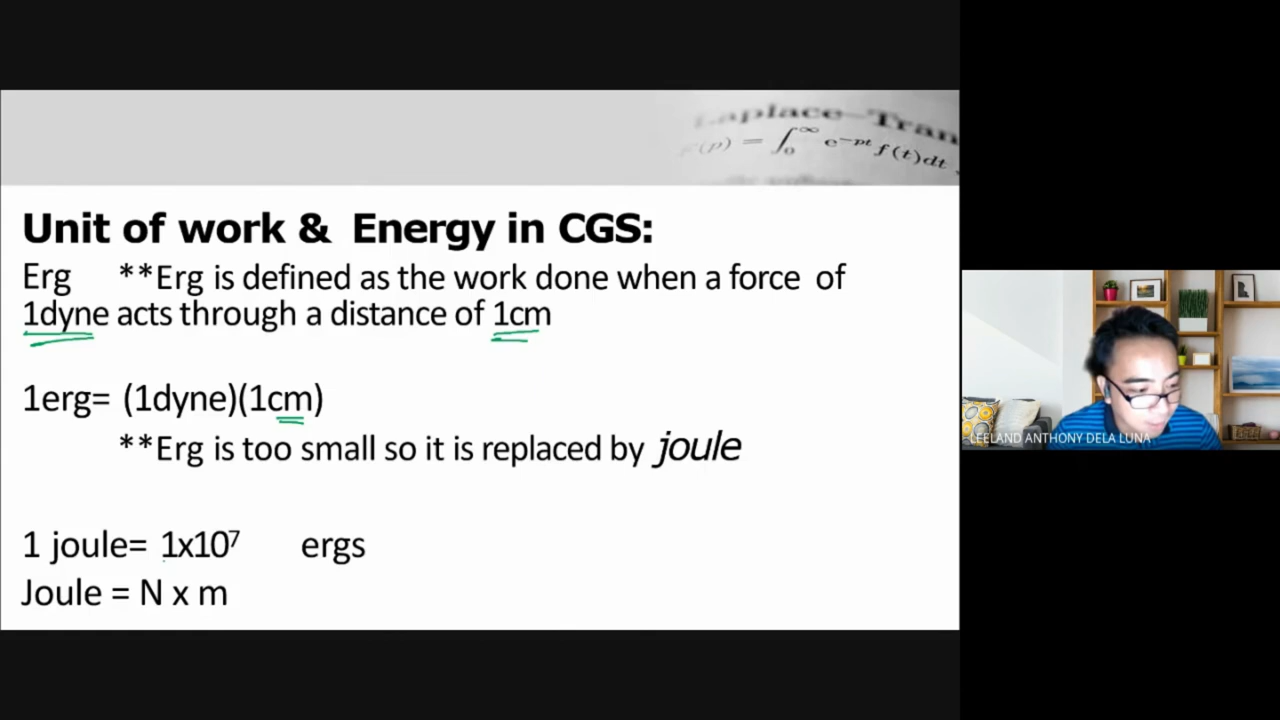 Laplace–Tran
(p) = ∫₀^∞ e^−pt f(t)dt
Unit of work & Energy in CGS:
Erg **Erg is defined as the work done when a force of
1dyne acts through a distance of 1cm
1erg= (1dyne)(1cm)
**Erg is too small so it is replaced by joule
1 joule= 1x10⁷ ergs
Joule = N x m
LEELAND ANTHONY DELA LUNA